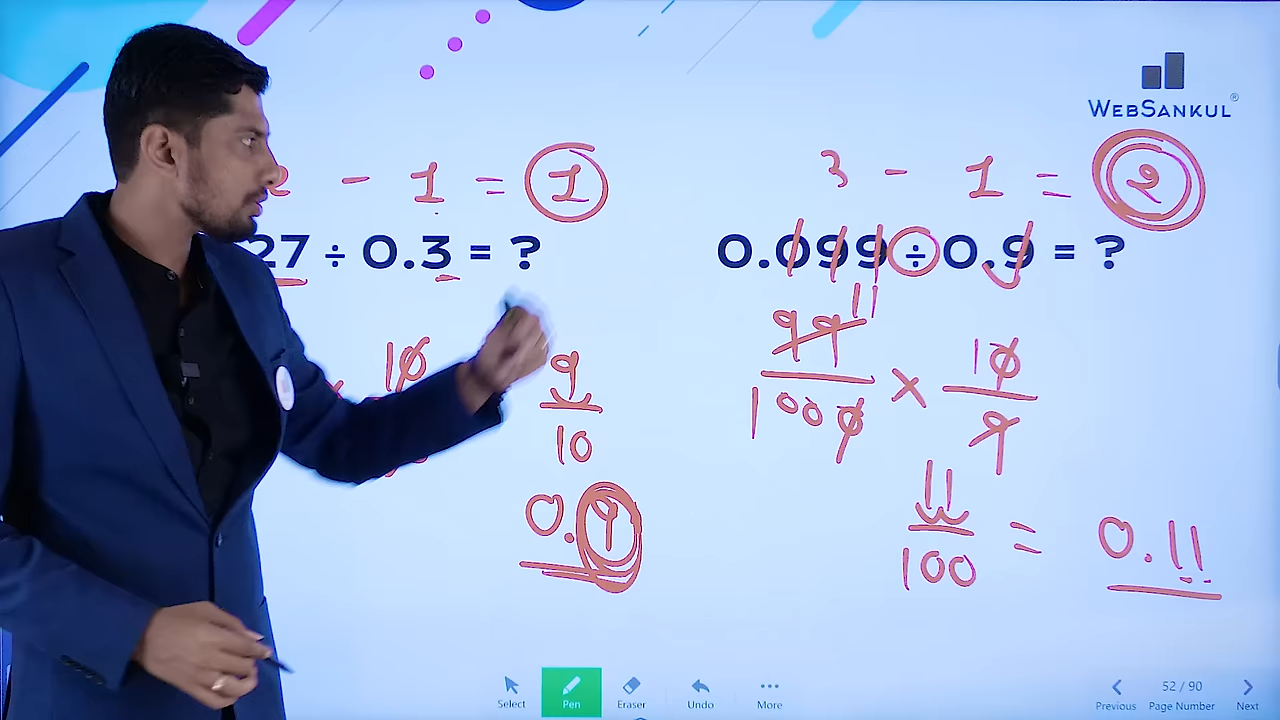 WEBSANKUL®
2 - 1 = 1
3 - 1 = 2
27 ÷ 0.3 = ?
0.099 ÷ 0.9 = ?
10
9
10
0.9
99 11
1000
×
10
9
11
100
= 0.11
Select
Pen
Eraser
Undo
More
Previous
52 / 90
Page Number
Next